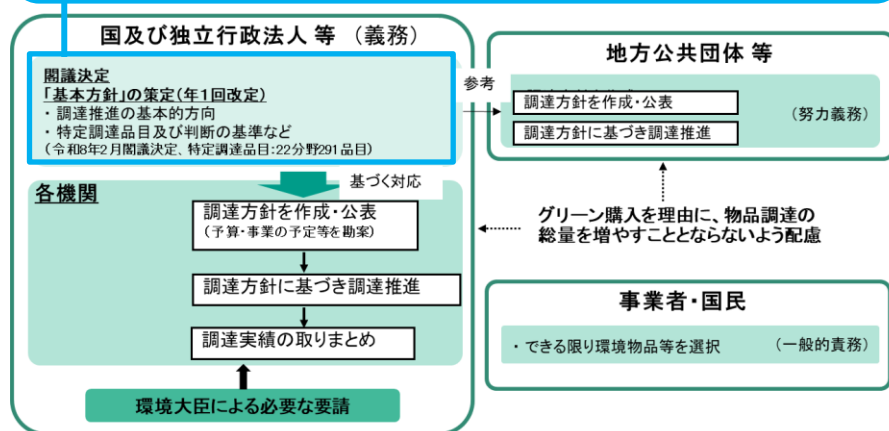 国及び独立行政法人 等 （義務）
閣議決定
「基本方針」の策定(年1回改定)
・調達推進の基本的方向
・特定調達品目及び判断の基準など
（令和8年2月閣議決定、特定調達品目:22分野291品目）
基づく対応
各機関
調達方針を作成・公表
(予算・事業の予定等を勘案)
調達方針に基づき調達推進
調達実績の取りまとめ
環境大臣による必要な要請
参考
地方公共団体 等
調達方針を作成・公表
調達方針に基づき調達推進
(努力義務)
グリーン購入を理由に、物品調達の
総量を増やすこととならないよう配慮
事業者・国民
・できる限り環境物品等を選択
(一般的責務)